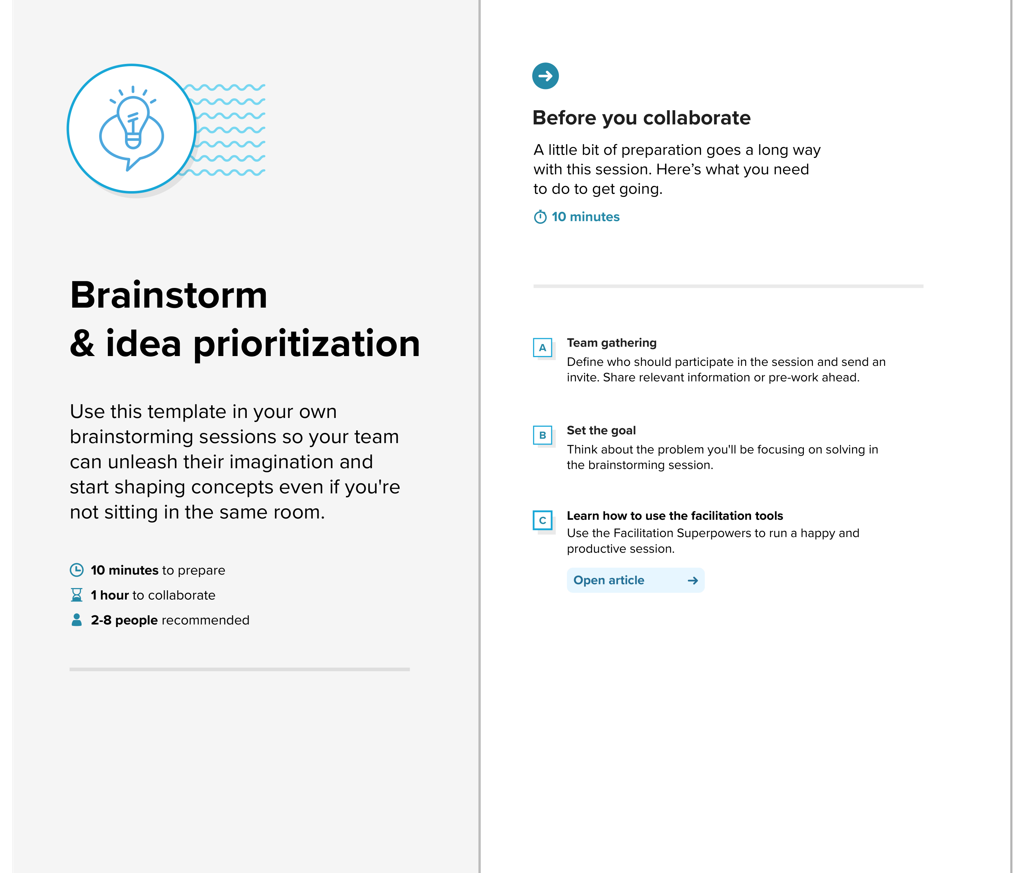 Brainstorm
& idea prioritization
Use this template in your own
brainstorming sessions so your team
can unleash their imagination and
start shaping concepts even if you're
not sitting in the same room.
10 minutes to prepare
1 hour to collaborate
2-8 people recommended
Before you collaborate
A little bit of preparation goes a long way
with this session. Here’s what you need
to do to get going.
10 minutes
A
Team gathering
Define who should participate in the session and send an
invite. Share relevant information or pre-work ahead.
B
Set the goal
Think about the problem you'll be focusing on solving in
the brainstorming session.
C
Learn how to use the facilitation tools
Use the Facilitation Superpowers to run a happy and
productive session.
Open article